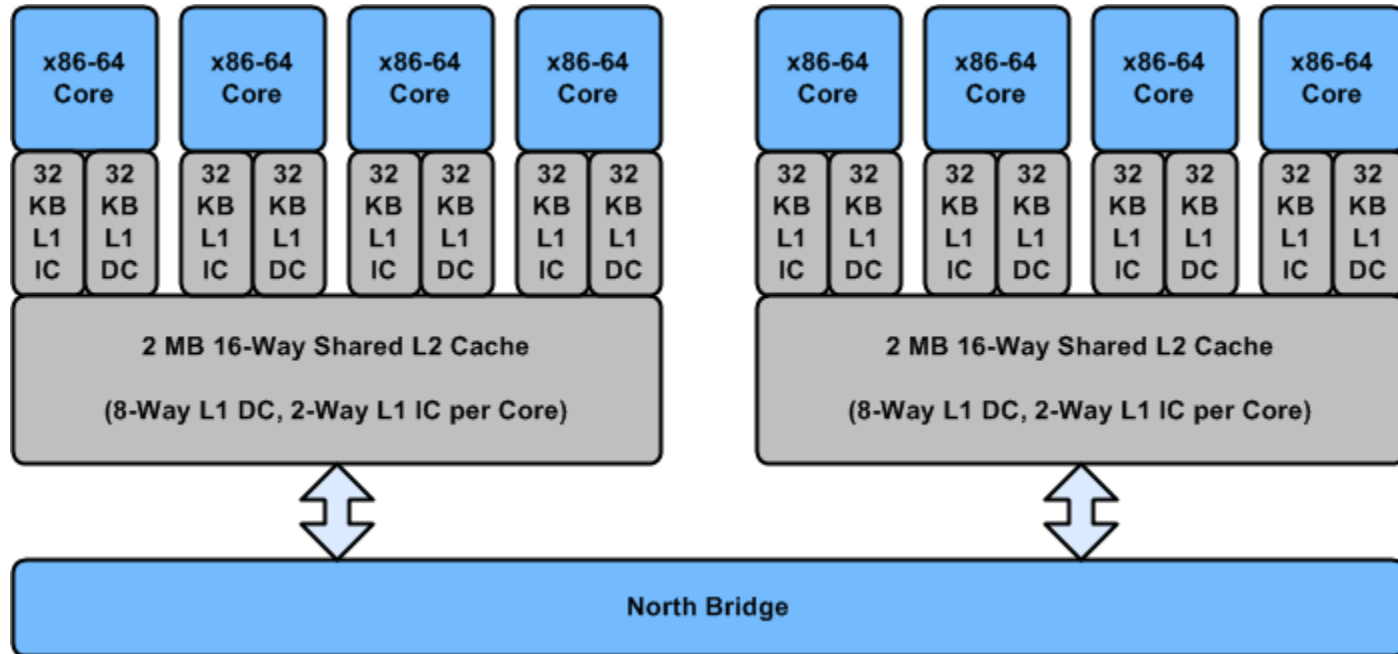 x86-64
Core
x86-64
Core
x86-64
Core
x86-64
Core
x86-64
Core
x86-64
Core
x86-64
Core
x86-64
Core
32
KB
L1
IC
32
KB
L1
DC
32
KB
L1
IC
32
KB
L1
DC
32
KB
L1
IC
32
KB
L1
DC
32
KB
L1
IC
32
KB
L1
DC
32
KB
L1
IC
32
KB
L1
DC
32
KB
L1
IC
32
KB
L1
DC
32
KB
L1
IC
32
KB
L1
DC
32
KB
L1
IC
32
KB
L1
DC
2 MB 16-Way Shared L2 Cache
(8-Way L1 DC, 2-Way L1 IC per Core)
2 MB 16-Way Shared L2 Cache
(8-Way L1 DC, 2-Way L1 IC per Core)
North Bridge